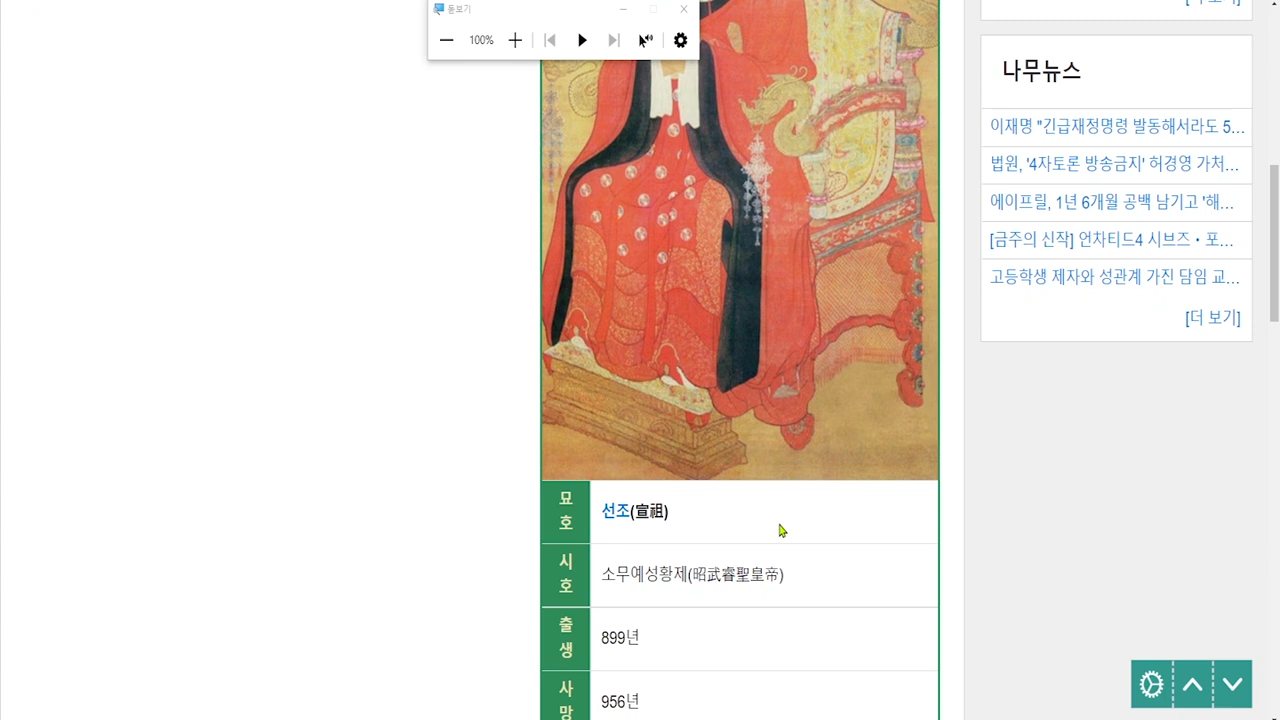 돋보기
100%
[더 보기]
나무뉴스
이재명 "긴급재정명령 발동해서라도 5...
법원, '4자토론 방송금지' 허경영 가처...
에이프릴, 1년 6개월 공백 남기고 '해...
[금주의 신작] 언차티드4 시브즈・포...
고등학생 제자와 성관계 가진 담임 교...
[더 보기]
묘호 선조(宣祖)
시호 소무예성황제(昭武睿聖皇帝)
출생 899년
사망 956년